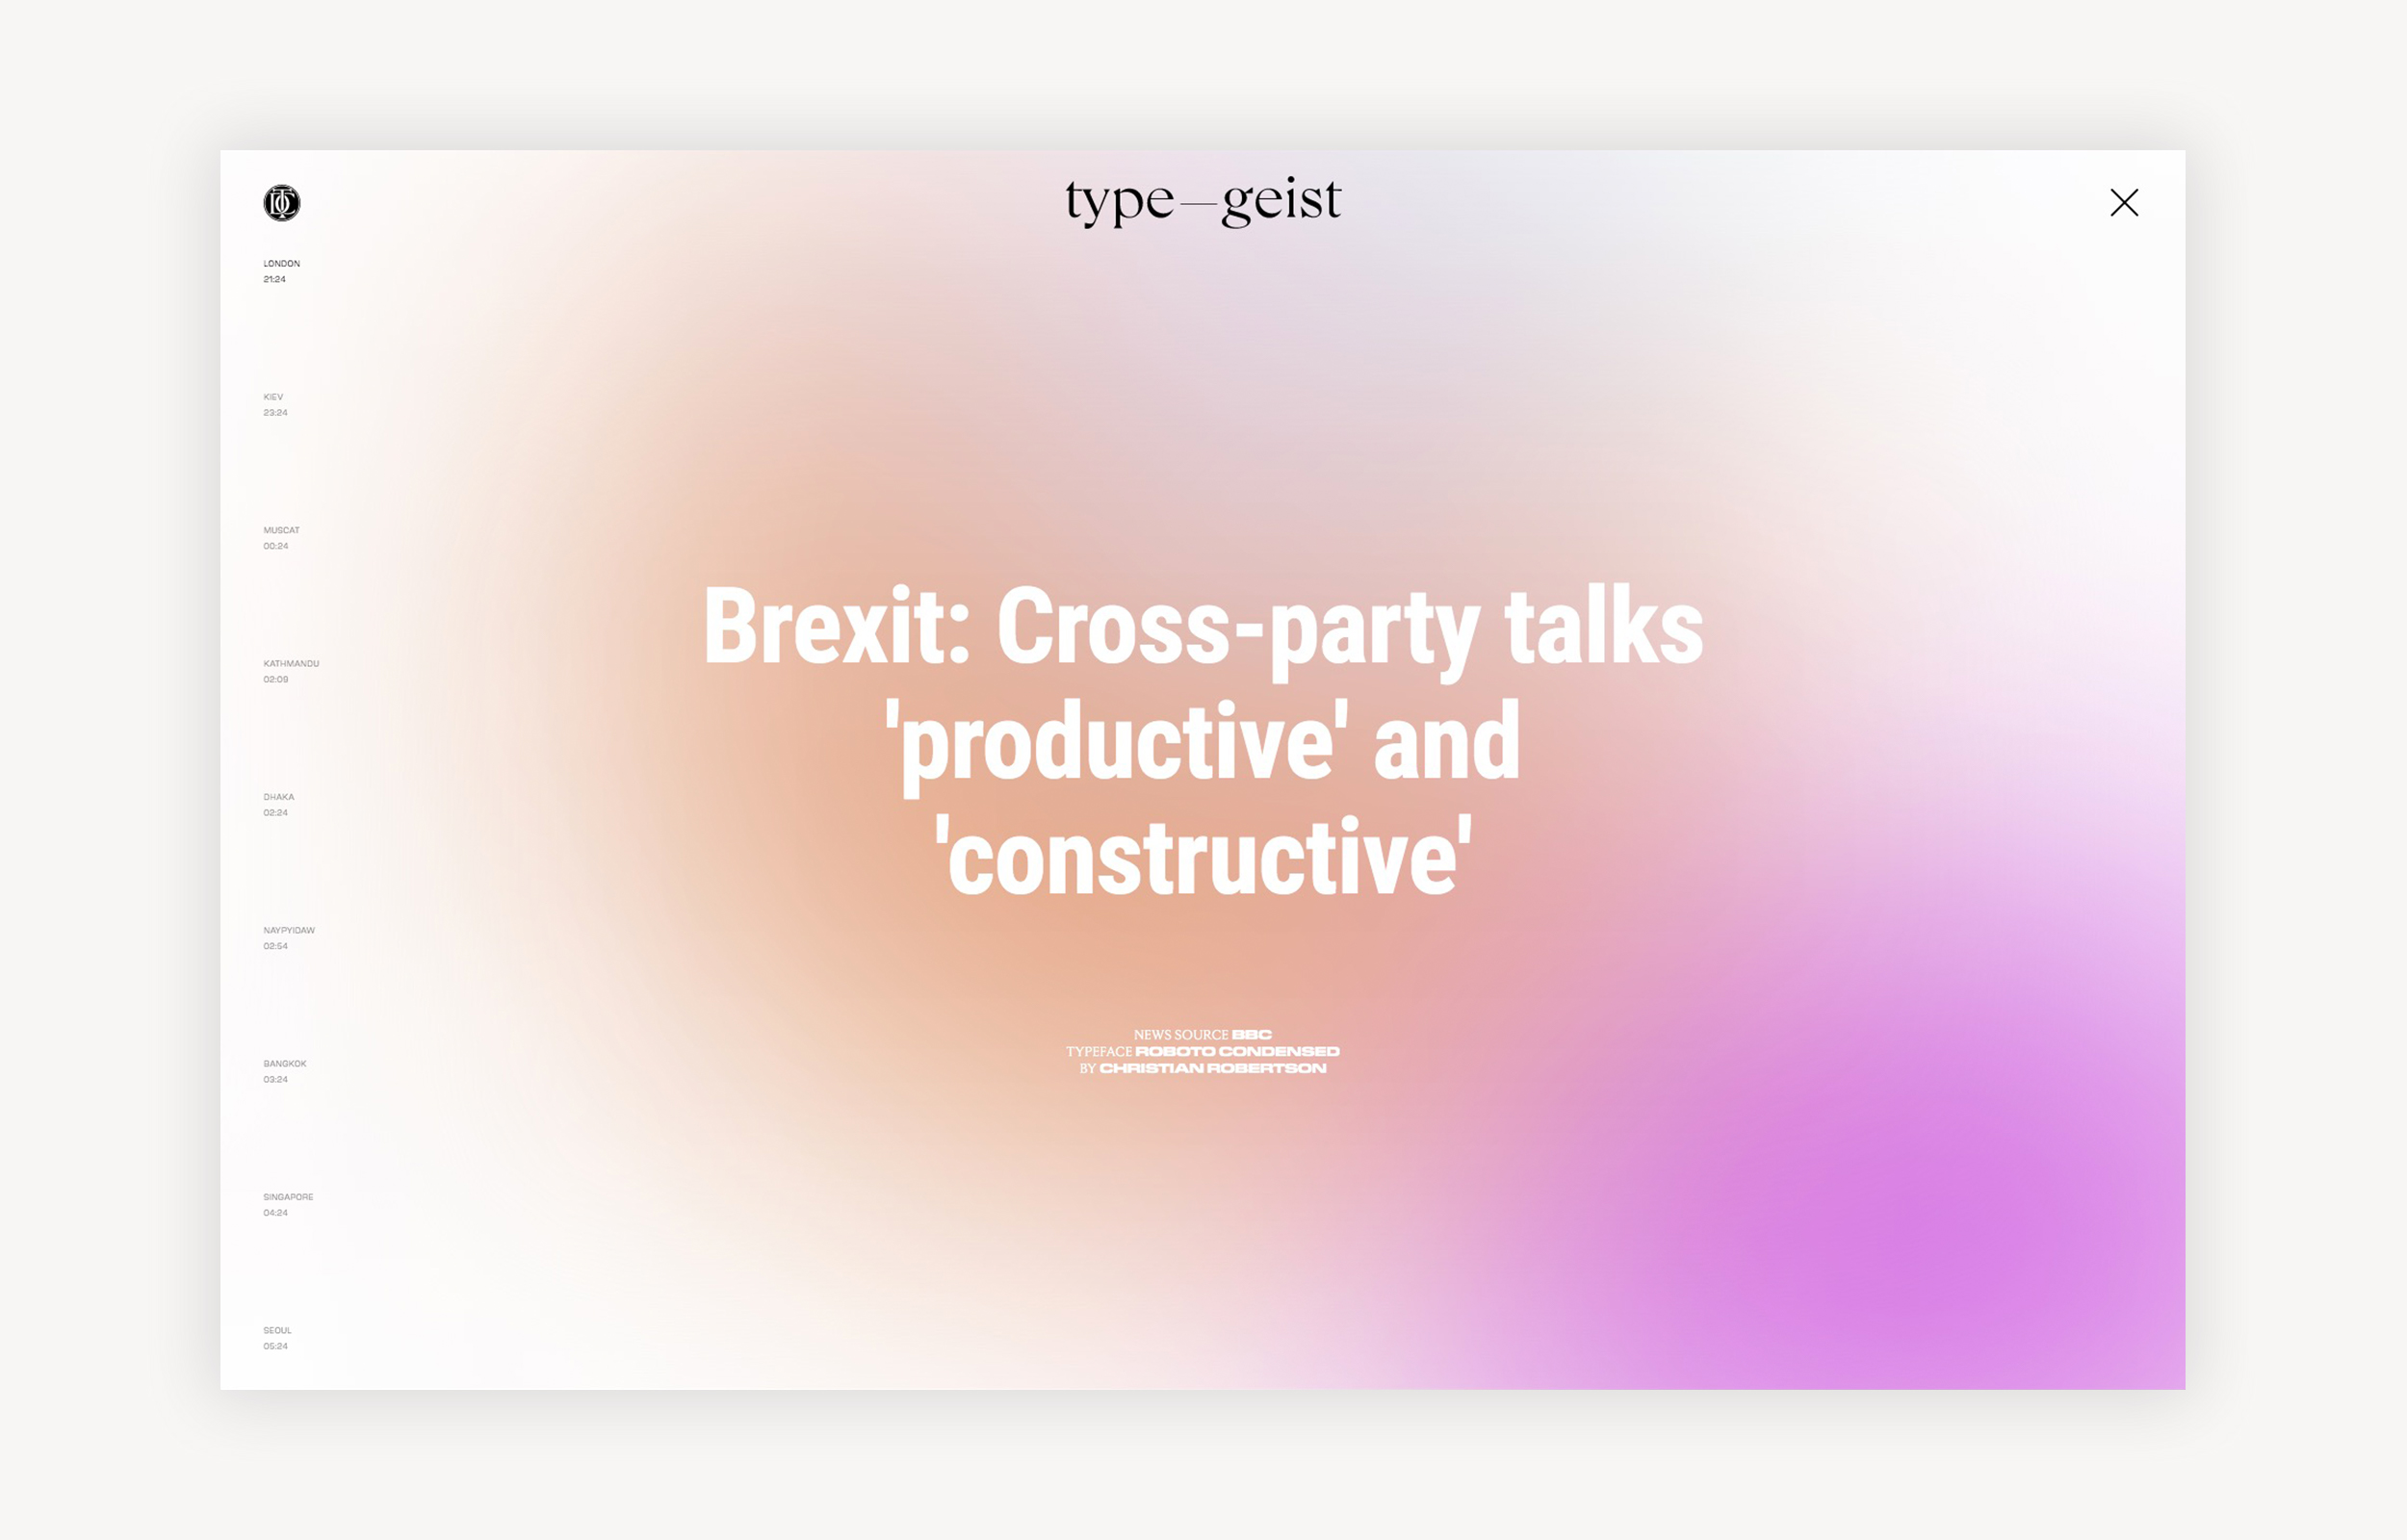 type—geist
LONDON
21:24
KIEV
23:24
MUSCAT
00:24
KATHMANDU
02:09
DHAKA
02:24
NAYPYIDAW
02:54
BANGKOK
03:24
SINGAPORE
04:24
SEOUL
05:24
Brexit: Cross-party talks
'productive' and
'constructive'
NEWS SOURCE BBC
TYPEFACE ROBOTO CONDENSED
BY CHRISTIAN ROBERTSON